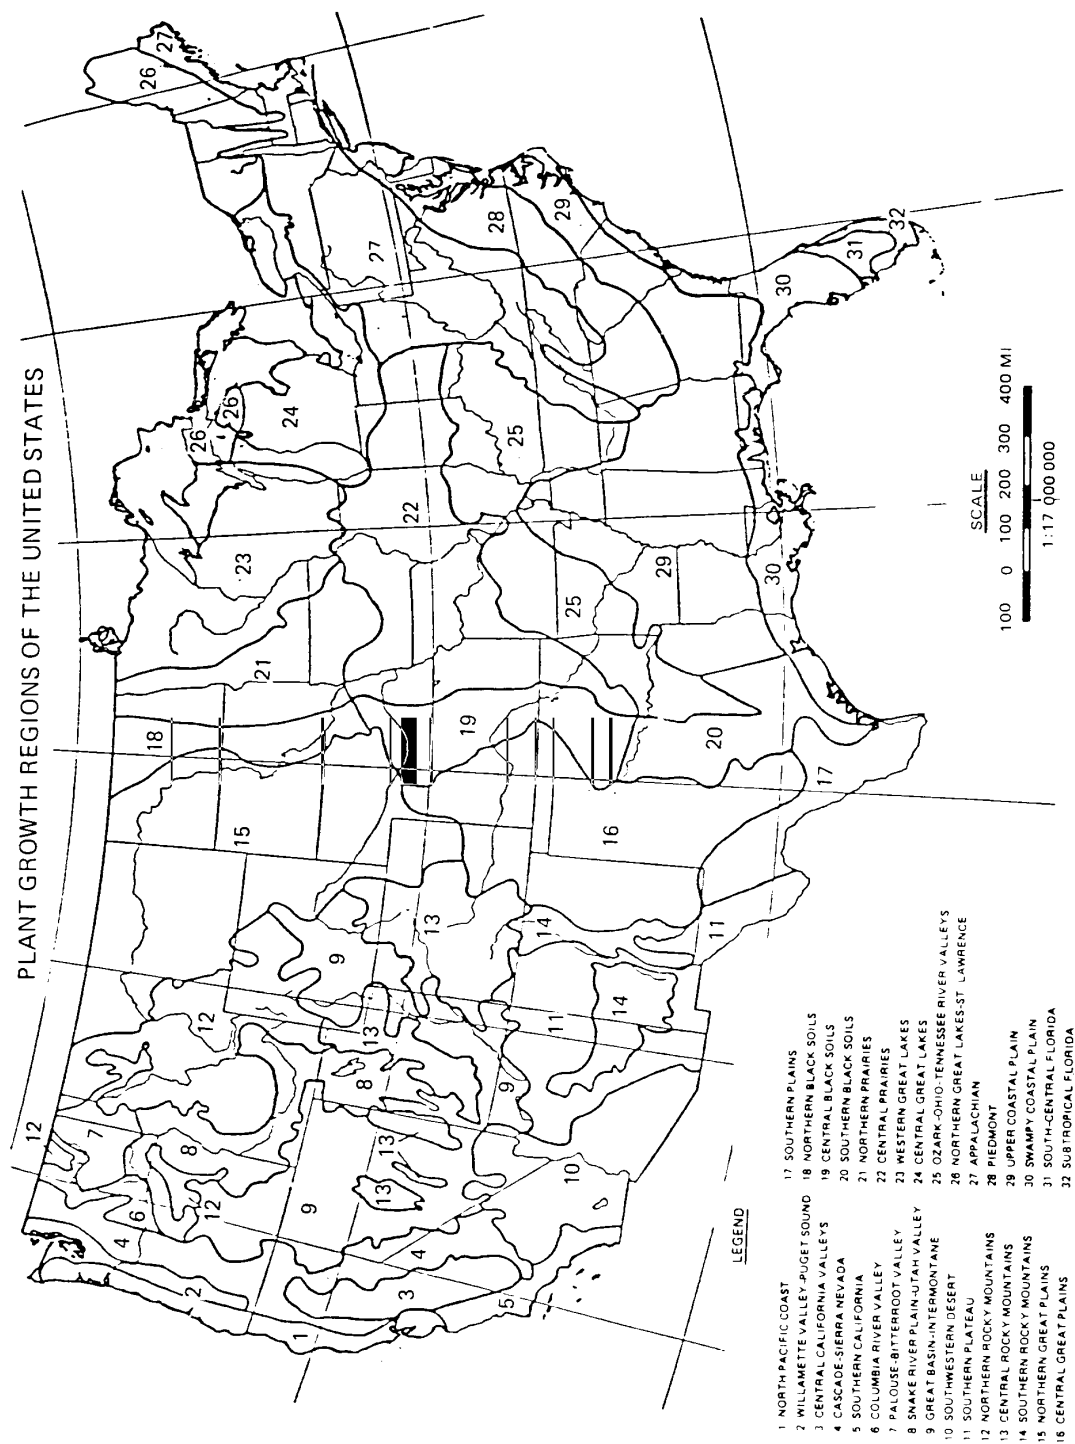 PLANT GROWTH REGIONS OF THE UNITED STATES
12
7
4
6
26
18
27
8
2
26
12
12
26
15
23
21
24
1
9
9
8
13
27
13
13
3
22
4
13
19
28
9
5
25
14
11
29
10
25
16
14
29
20
11
30
30
17
31
32
LEGEND
1 NORTH PACIFIC COAST
2 WILLAMETTE VALLEY-PUGET SOUND
3 CENTRAL CALIFORNIA VALLEYS
4 CASCADE-SIERRA NEVADA
5 SOUTHERN CALIFORNIA
6 COLUMBIA RIVER VALLEY
7 PALOUSE-BITTERROOT VALLEY
8 SNAKE RIVER PLAIN-UTAH VALLEY
9 GREAT BASIN-INTERMONTANE
10 SOUTHWESTERN DESERT
11 SOUTHERN PLATEAU
12 NORTHERN ROCKY MOUNTAINS
13 CENTRAL ROCKY MOUNTAINS
14 SOUTHERN ROCKY MOUNTAINS
15 NORTHERN GREAT PLAINS
16 CENTRAL GREAT PLAINS
17 SOUTHERN PLAINS
18 NORTHERN BLACK SOILS
19 CENTRAL BLACK SOILS
20 SOUTHERN BLACK SOILS
21 NORTHERN PRAIRIES
22 CENTRAL PRAIRIES
23 WESTERN GREAT LAKES
24 CENTRAL GREAT LAKES
25 OZARK-OHIO-TENNESSEE RIVER VALLEYS
26 NORTHERN GREAT LAKES-ST LAWRENCE
27 APPALACHIAN
28 PIEDMONT
29 UPPER COASTAL PLAIN
30 SWAMPY COASTAL PLAIN
31 SOUTH-CENTRAL FLORIDA
32 SUBTROPICAL FLORIDA
SCALE
100 0 100 200 300 400 MI
1:17 000 000